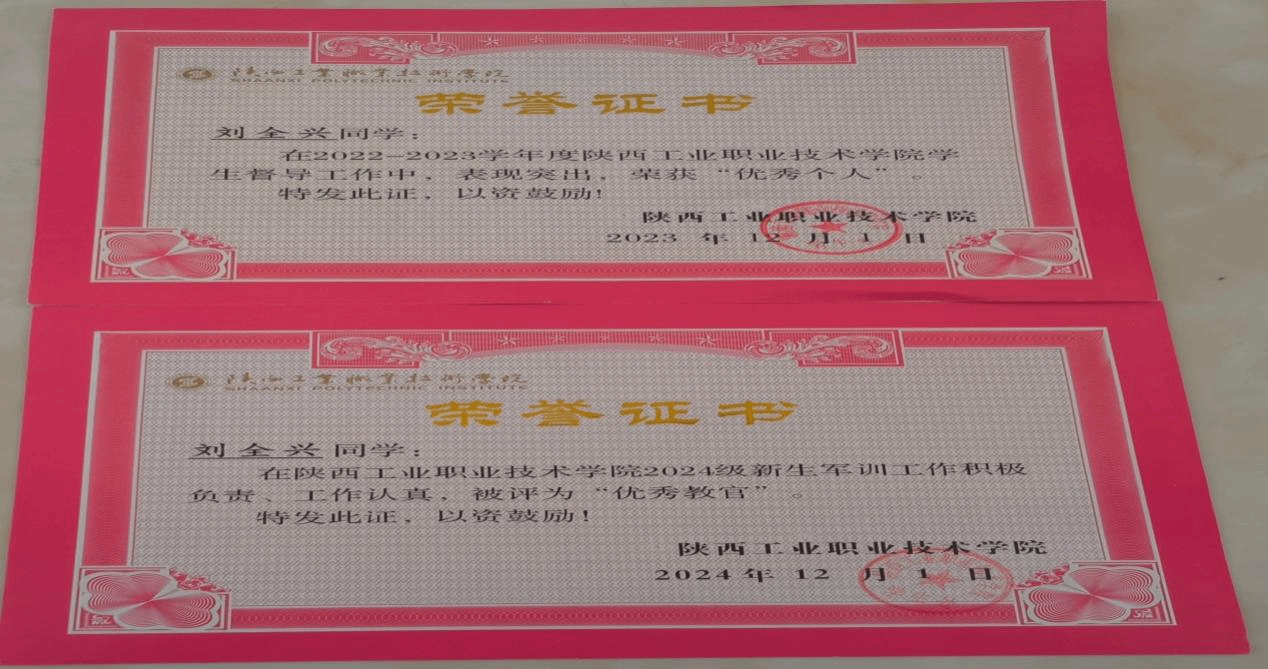 陕西工业职业技术学院
SHAANXI POLYTECHNIC INSTITUTE
荣誉证书
刘全兴同学：
在2022-2023学年度陕西工业职业技术学院学
生督导工作中，表现突出，荣获“优秀个人”。
特发此证，以资鼓励！
陕西工业职业技术学院
2023 年 12 月 1 日
陕西工业职业技术学院
SHAANXI POLYTECHNIC INSTITUTE
荣誉证书
刘全兴同学：
在陕西工业职业技术学院2024级新生军训工作积极
负责、工作认真，被评为“优秀教官”。
特发此证，以资鼓励！
陕西工业职业技术学院
2024 年 12 月 1 日